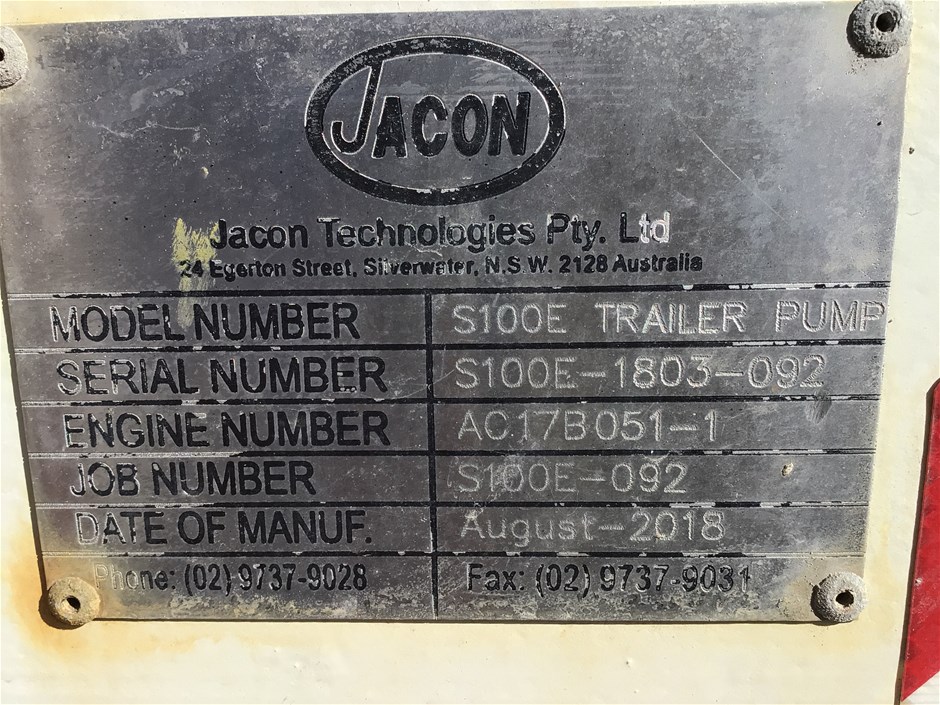 JACON
Jacon Technologies Pty. Ltd
24 Egerton Street, Silverwater, N.S.W. 2128 Australia
MODEL NUMBER S100E TRAILER PUMP
SERIAL NUMBER S100E-1803-092
ENGINE NUMBER AC17B051-1
JOB NUMBER S100E-092
DATE OF MANUF. August-2018
Phone: (02) 9737-9028 Fax: (02) 9737-9031